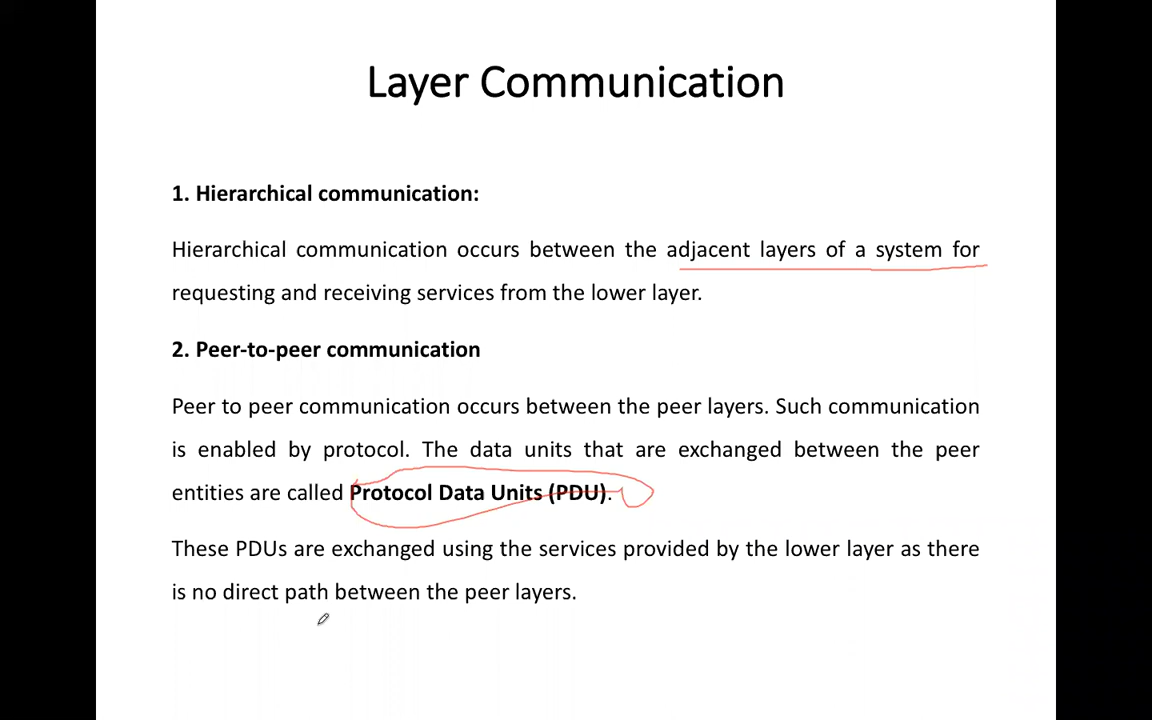 Layer Communication
1. Hierarchical communication:
Hierarchical communication occurs between the adjacent layers of a system for
requesting and receiving services from the lower layer.
2. Peer-to-peer communication
Peer to peer communication occurs between the peer layers. Such communication
is enabled by protocol. The data units that are exchanged between the peer
entities are called Protocol Data Units (PDU).
These PDUs are exchanged using the services provided by the lower layer as there
is no direct path between the peer layers.